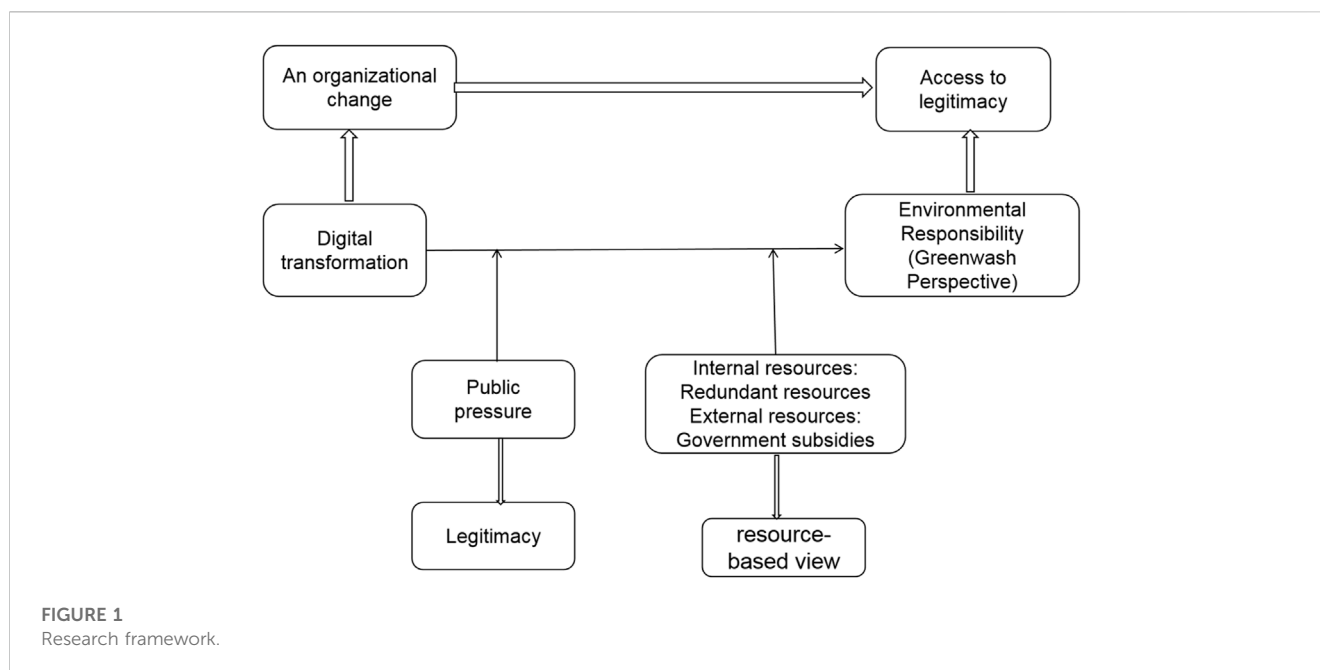 An organizational
change
Access to
legitimacy
Digital
transformation
Environmental
Responsibility
(Greenwash
Perspective)
Public
pressure
Internal resources:
Redundant resources
External resources:
Government subsidies
Legitimacy
resource-
based view
FIGURE 1
Research framework.